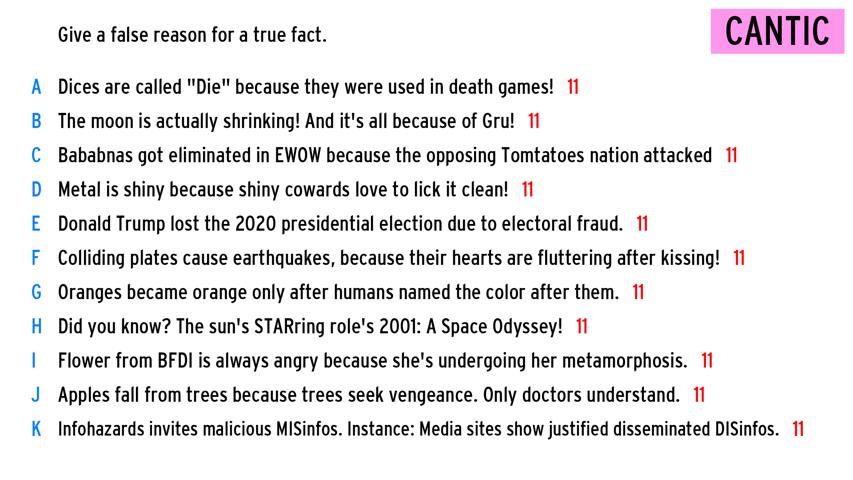 Give a false reason for a true fact.
CANTIC
A Dices are called "Die" because they were used in death games! 11
B The moon is actually shrinking! And it's all because of Gru! 11
C Bababnas got eliminated in EWOW because the opposing Tomtatoes nation attacked 11
D Metal is shiny because shiny cowards love to lick it clean! 11
E Donald Trump lost the 2020 presidential election due to electoral fraud. 11
F Colliding plates cause earthquakes, because their hearts are fluttering after kissing! 11
G Oranges became orange only after humans named the color after them. 11
H Did you know? The sun's STARring role's 2001: A Space Odyssey! 11
I Flower from BFDI is always angry because she's undergoing her metamorphosis. 11
J Apples fall from trees because trees seek vengeance. Only doctors understand. 11
K Infohazards invites malicious MISinfos. Instance: Media sites show justified disseminated DISinfos. 11